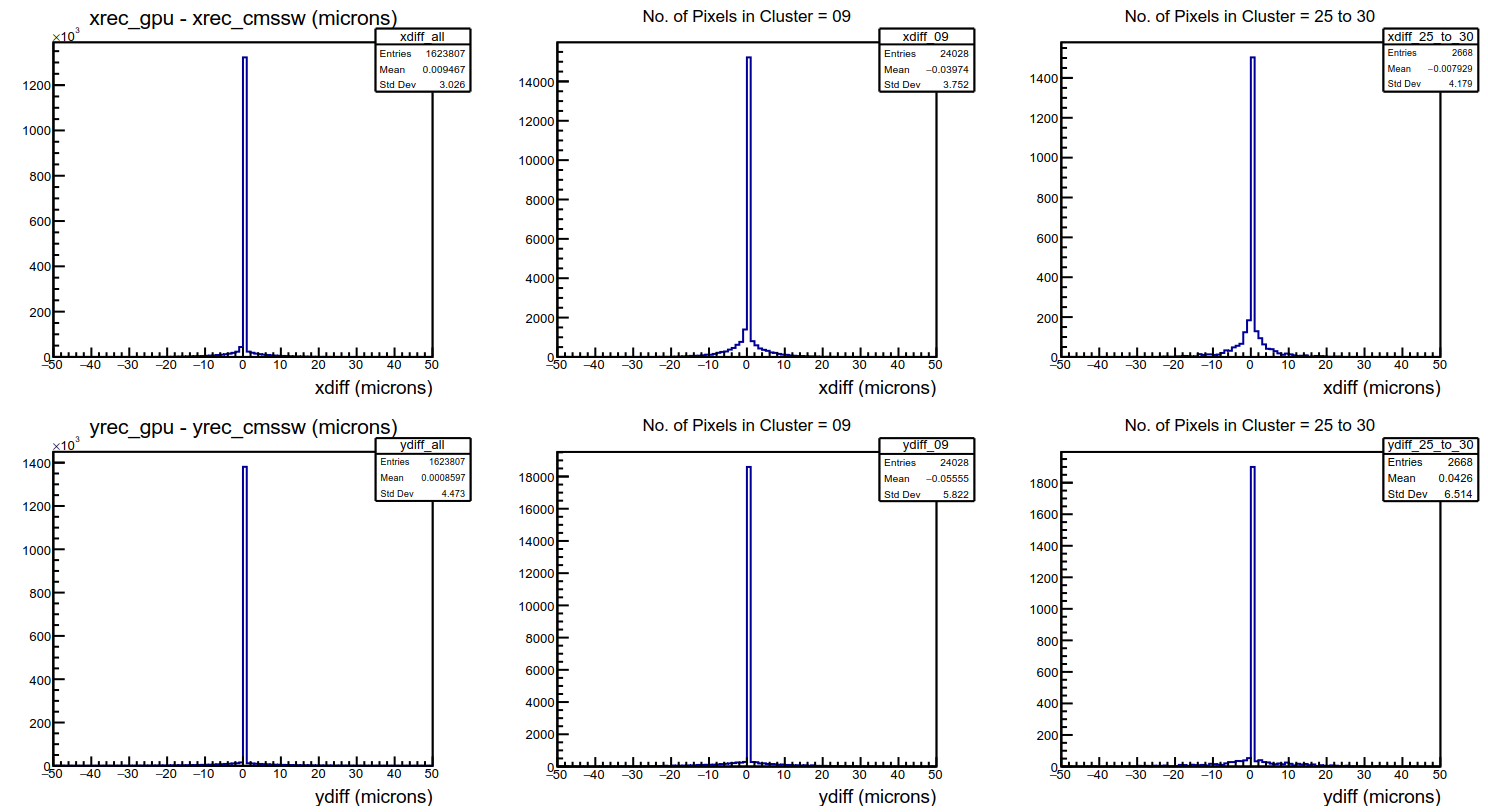 xrec_gpu - xrec_cmssw (microns)
×10³
xdiff_all
Entries 1623807
Mean 0.009467
Std Dev 3.026
1200
1000
800
600
400
200
0
−50 −40 −30 −20 −10 0 10 20 30 40 50
xdiff (microns)
No. of Pixels in Cluster = 09
xdiff_09
Entries 24028
Mean −0.03974
Std Dev 3.752
14000
12000
10000
8000
6000
4000
2000
0
−50 −40 −30 −20 −10 0 10 20 30 40 50
xdiff (microns)
No. of Pixels in Cluster = 25 to 30
xdiff_25_to_30
Entries 2668
Mean −0.007929
Std Dev 4.179
1400
1200
1000
800
600
400
200
0
−50 −40 −30 −20 −10 0 10 20 30 40 50
xdiff (microns)
yrec_gpu - yrec_cmssw (microns)
×10³
ydiff_all
Entries 1623807
Mean 0.0008597
Std Dev 4.473
1400
1200
1000
800
600
400
200
0
−50 −40 −30 −20 −10 0 10 20 30 40 50
ydiff (microns)
No. of Pixels in Cluster = 09
ydiff_09
Entries 24028
Mean −0.05555
Std Dev 5.822
18000
16000
14000
12000
10000
8000
6000
4000
2000
0
−50 −40 −30 −20 −10 0 10 20 30 40 50
ydiff (microns)
No. of Pixels in Cluster = 25 to 30
ydiff_25_to_30
Entries 2668
Mean 0.0426
Std Dev 6.514
1800
1600
1400
1200
1000
800
600
400
200
0
−50 −40 −30 −20 −10 0 10 20 30 40 50
ydiff (microns)